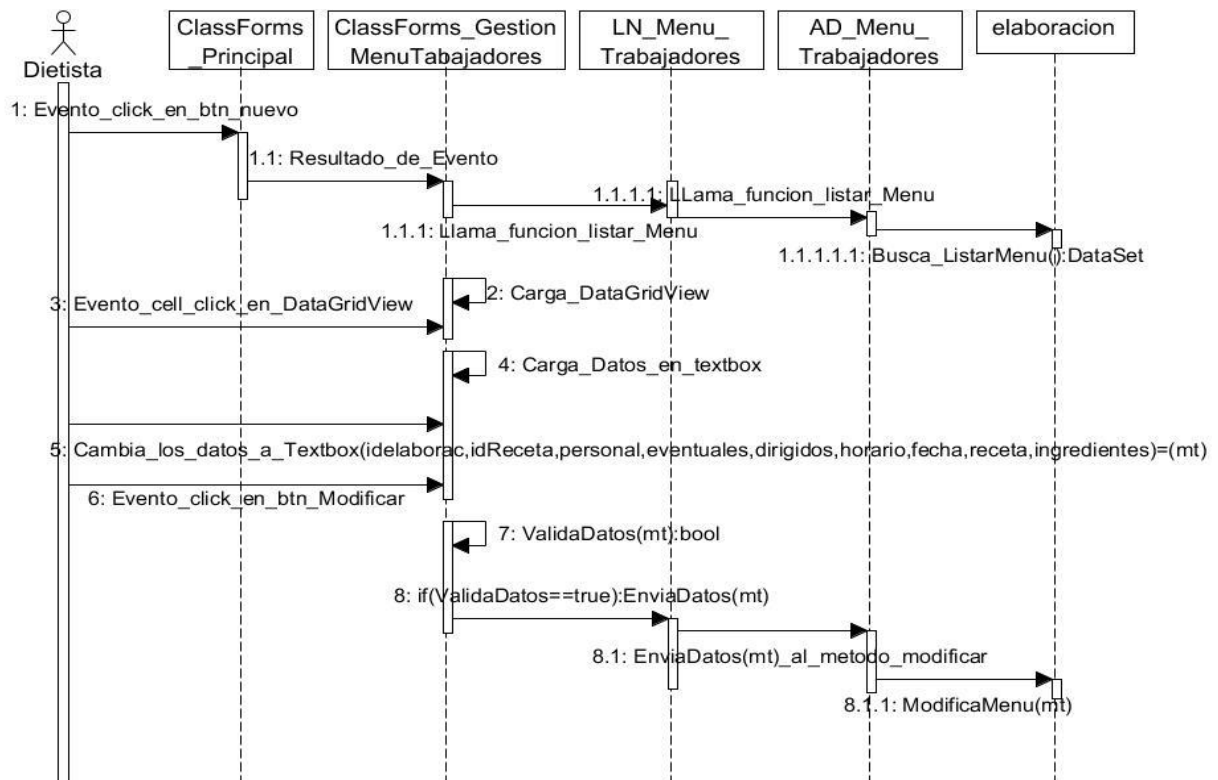 Dietista
ClassForms
_Principal
ClassForms_Gestion
MenuTabajadores
LN_Menu_
Trabajadores
AD_Menu_
Trabajadores
elaboracion
1: Evento_click_en_btn_nuevo
1.1: Resultado_de_Evento
1.1.1.1: LLama_funcion_listar_Menu
1.1.1: Llama_funcion_listar_Menu
1.1.1.1.1: Busca_ListarMenu():DataSet
2: Carga_DataGridView
3: Evento_cell_click_en_DataGridView
4: Carga_Datos_en_textbox
5: Cambia_los_datos_a_Textbox(idelaborac,idReceta,personal,eventuales,dirigidos,horario,fecha,receta,ingredientes)=(mt)
6: Evento_click_en_btn_Modificar
7: ValidaDatos(mt):bool
8: if(ValidaDatos==true):EnviaDatos(mt)
8.1: EnviaDatos(mt)_al_metodo_modificar
8.1.1: ModificaMenu(mt)